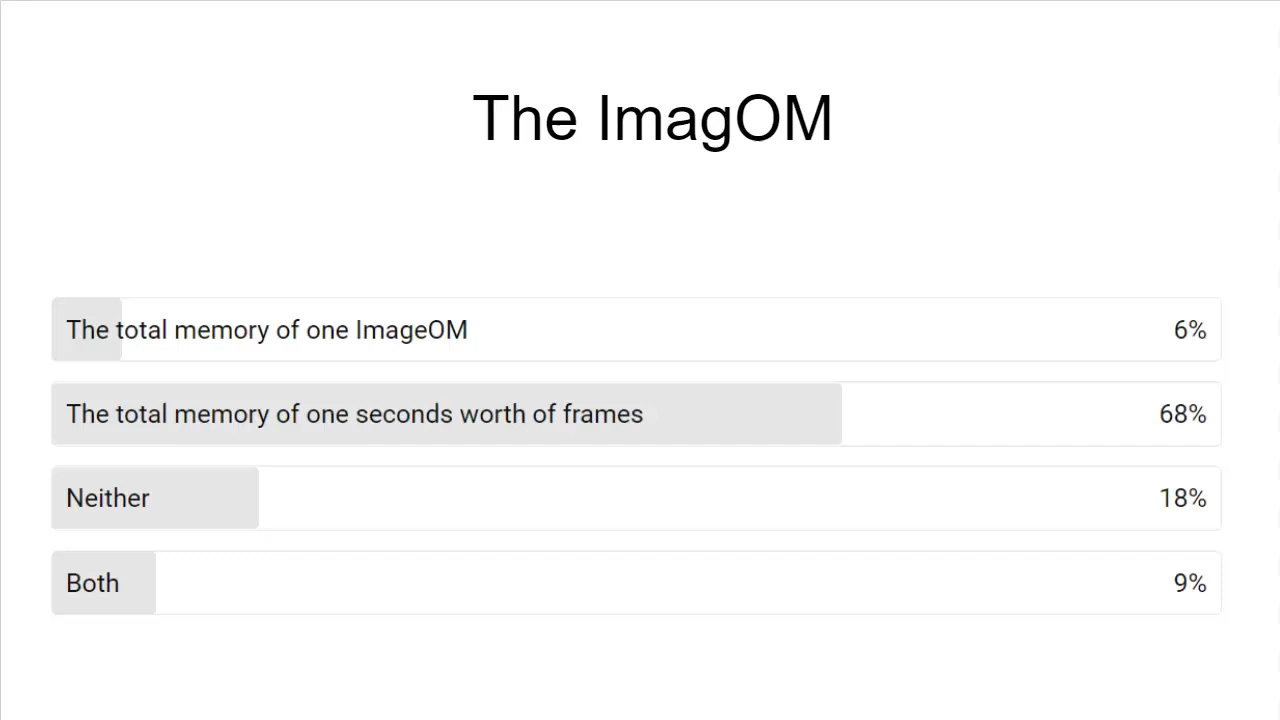 The ImagOM
The total memory of one ImageOM 6%
The total memory of one seconds worth of frames 68%
Neither 18%
Both 9%